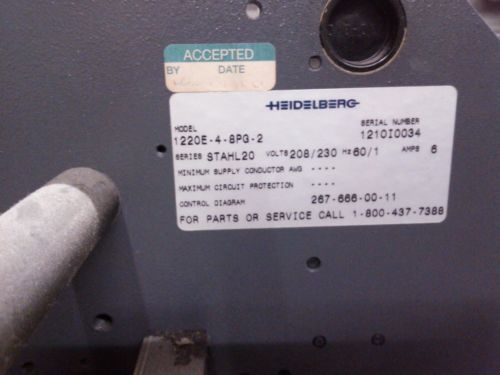 ACCEPTED
BY DATE
HEIDELBERG
MODEL SERIAL NUMBER
1220E-4-8PG-2 1210I0034
SERIES STAHL20 VOLTS 208/230 HZ 60/1 AMPS 6
MINIMUM SUPPLY CONDUCTOR AWG ----
MAXIMUM CIRCUIT PROTECTION ----
CONTROL DIAGRAM 267-666-00-11
FOR PARTS OR SERVICE CALL 1-800-437-7388